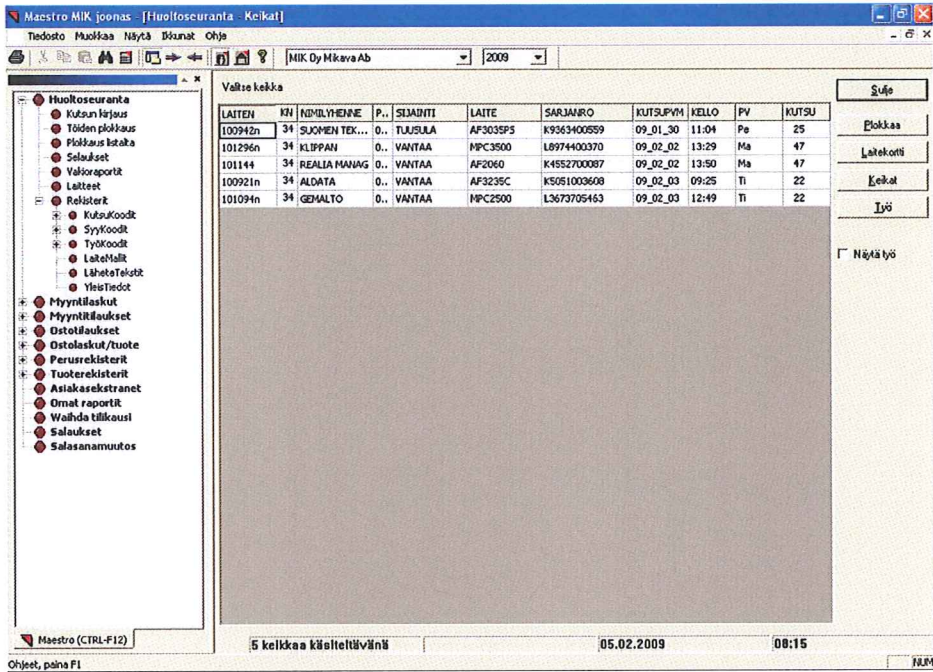 Maestro MIK joonas - [Huoltoseuranta - Keikat]
Tiedosto Muokkaa Näytä Ikkunat Ohje
MIK Oy Mikava Ab 2009
Valitse keikka
Sulje
Plokkaa
Laitekortti
Keikat
Työ
Näytä työ
LAITEN KN NIMILYHENNE P.. SIJAINTI LAITE SARJANRO KUTSUPVM KELLO PV KUTSU
100942n 34 SUOMEN TEK... 0.. TUUSULA AF3035PS K9363400559 09_01_30 11:04 Pe 25
101296n 34 KLIPPAN 0.. VANTAA MPC3500 L8974400370 09_02_02 13:29 Ma 47
101144 34 REALIA MANAG 0.. VANTAA AF2060 K4552700087 09_02_02 13:50 Ma 47
100921n 34 ALDATA 0.. VANTAA AF3235C K5051003608 09_02_03 09:25 Ti 22
101094n 34 GEMALTO 0.. VANTAA MPC2500 L3673705463 09_02_03 12:49 Ti 22
Huoltoseuranta
Kutsun kirjaus
Töiden plokkaus
Plokkaus listalta
Selaukset
Vakioraportit
Laitteet
Rekisterit
KutsuKoodit
SyyKoodit
TyöKoodit
LaiteMallit
LäheteTekstit
YleisTiedot
Myyntilaskut
Myyntitilaukset
Ostotilaukset
Ostolaskut/tuote
Perusrekisterit
Tuoterekisterit
Asiakasekstranet
Omat raportit
Vaihda tilikausi
Salaukset
Salasanamuutos
Maestro (CTRL-F12)
5 keikkaa käsiteltävänä 05.02.2009 08:15
Ohjeet, paina F1 NUM